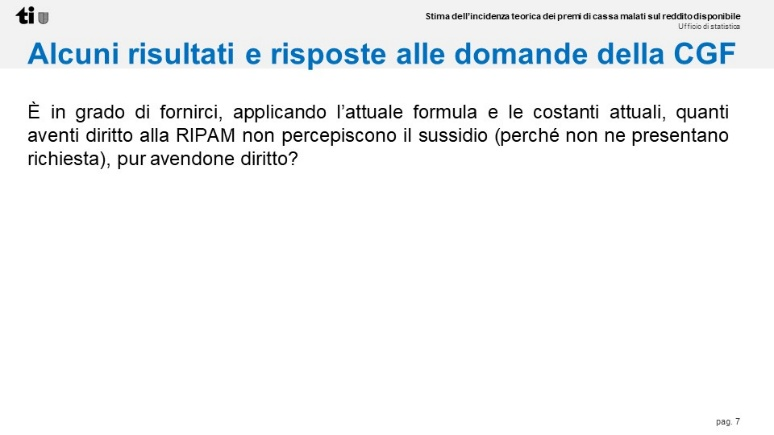 ti
Stima dell'incidenza teorica dei premi di cassa malati sul reddito disponibile
Ufficio di statistica
Alcuni risultati e risposte alle domande della CGF
È in grado di fornirci, applicando l'attuale formula e le costanti attuali, quanti
aventi diritto alla RIPAM non percepiscono il sussidio (perché non ne presentano
richiesta), pur avendone diritto?
pag. 7